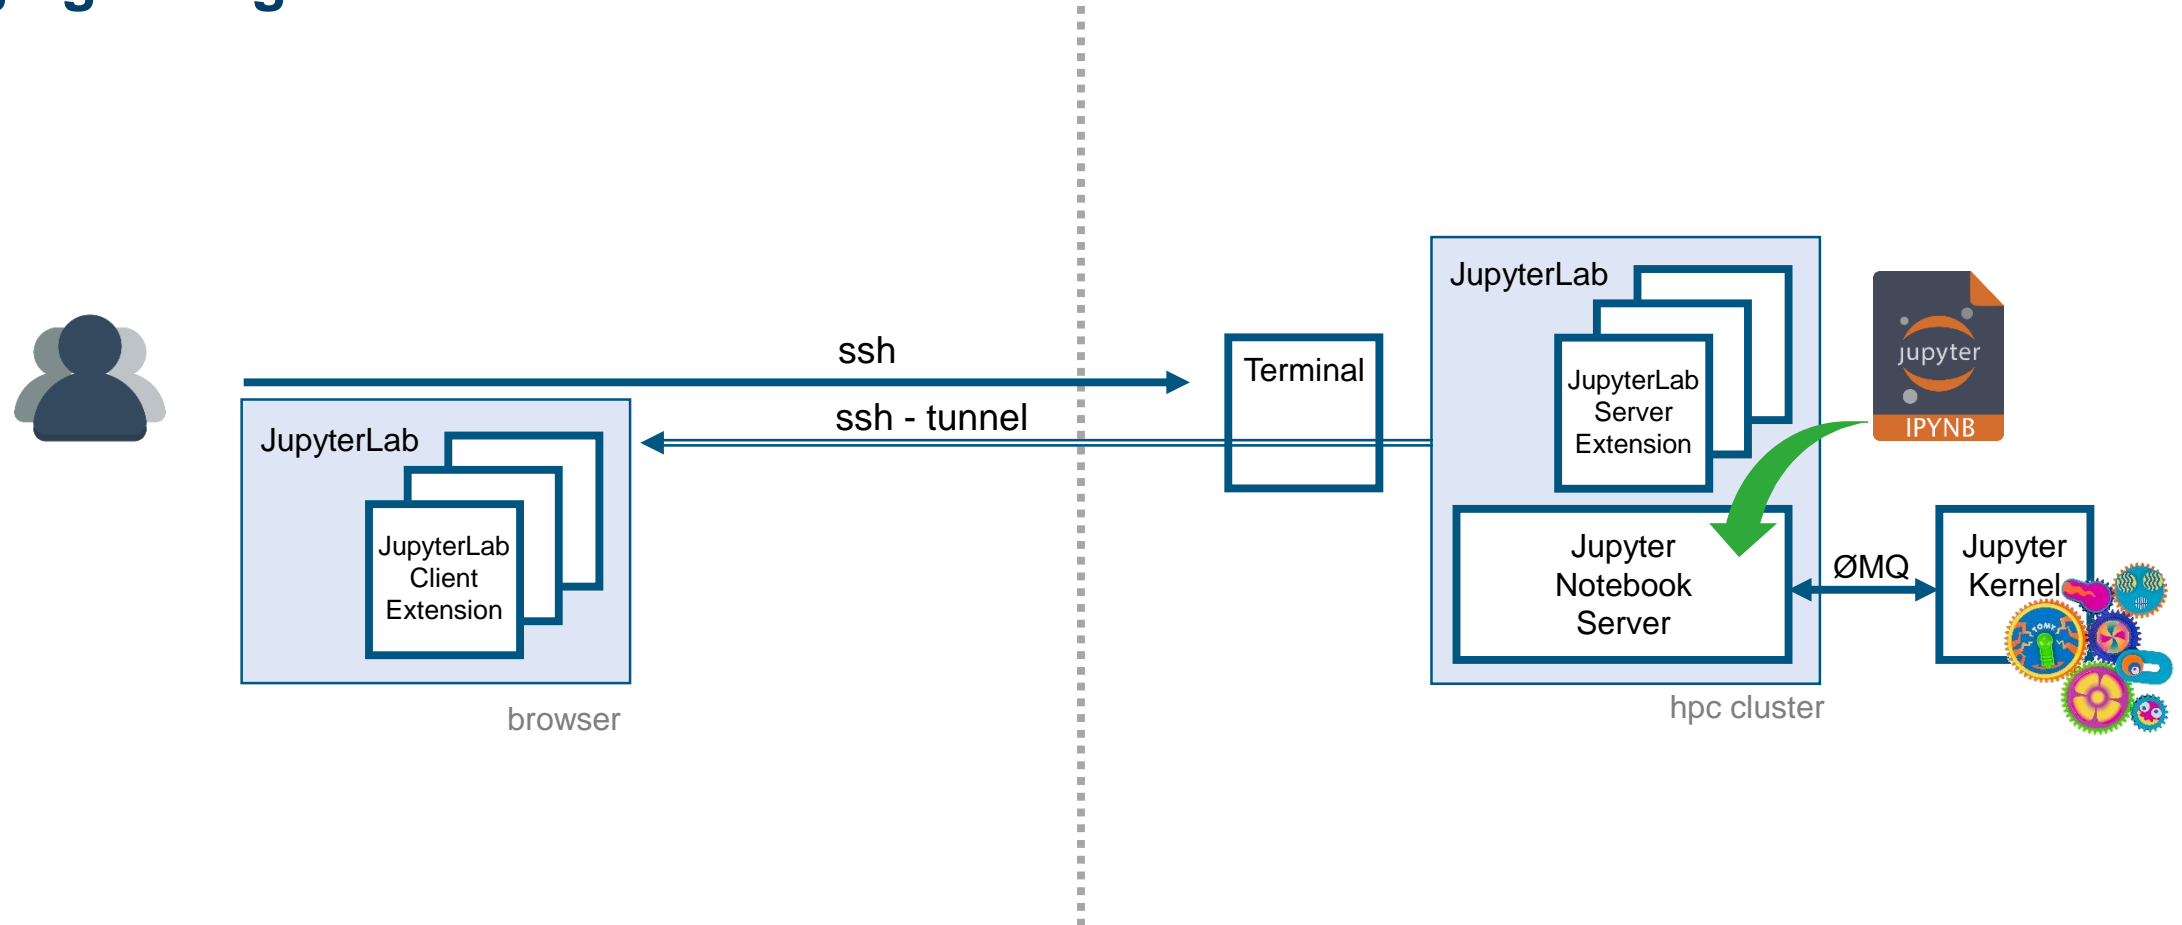 ssh
ssh - tunnel
JupyterLab
JupyterLab
Client
Extension
browser
Terminal
JupyterLab
JupyterLab
Server
Extension
Jupyter
Notebook
Server
hpc cluster
jupyter
IPYNB
ØMQ
Jupyter
Kernel
TOMY